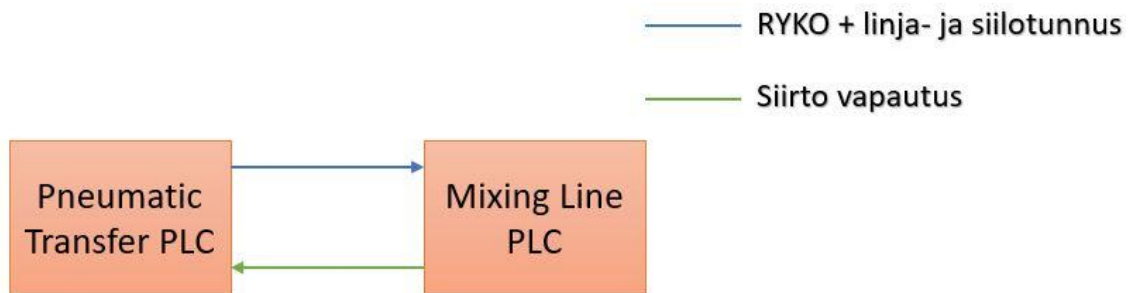 RYKO + linja- ja siilotunnus
Siirto vapautus
Pneumatic
Transfer PLC
Mixing Line
PLC